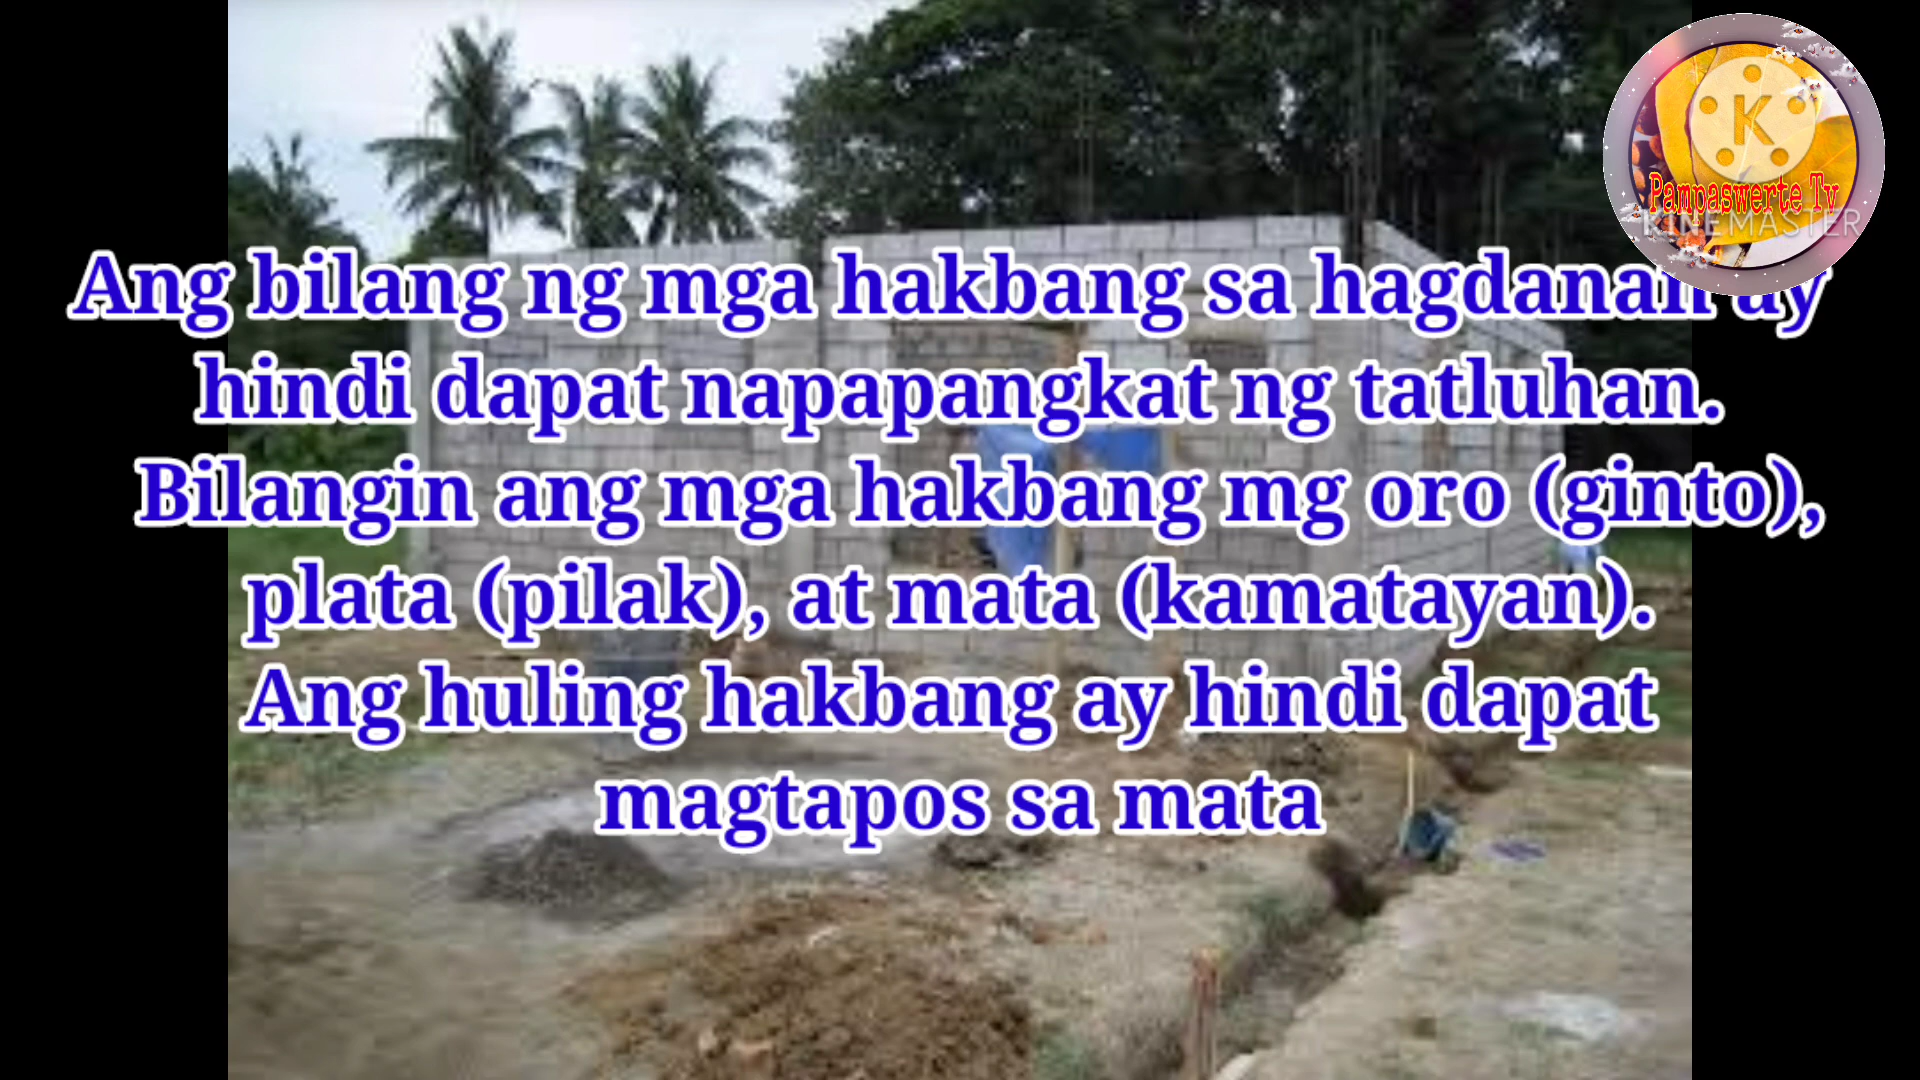 Ang bilang ng mga hakbang sa hagdanan ay
hindi dapat napapangkat ng tatluhan.
Bilangin ang mga hakbang mg oro (ginto),
plata (pilak), at mata (kamatayan).
Ang huling hakbang ay hindi dapat
magtapos sa mata
K
Pampaswerte Tv
KINEMASTER